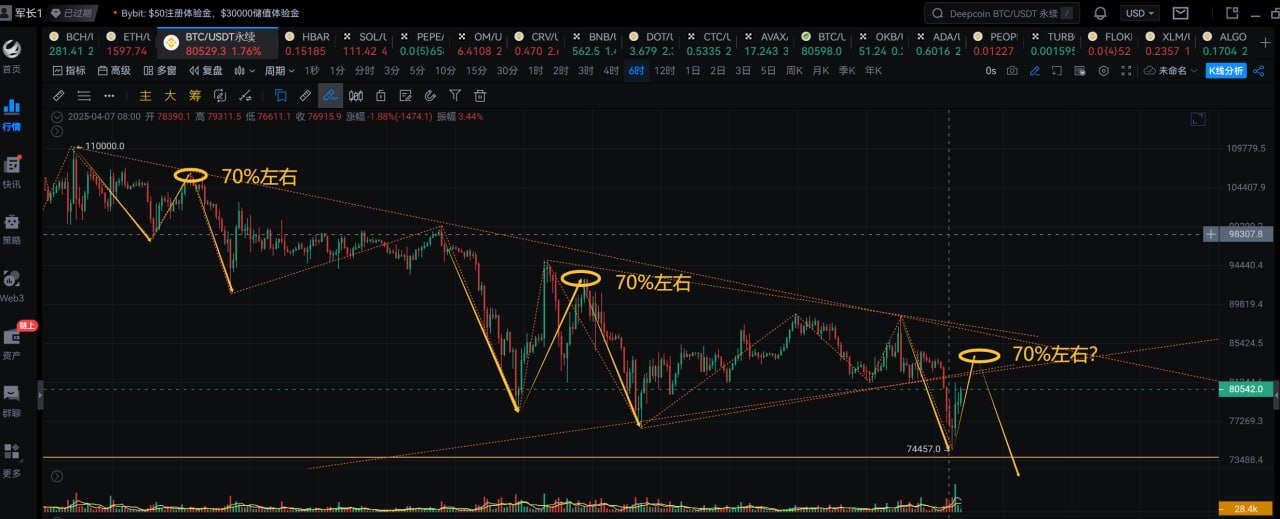 军长1 已过期 • Bybit: $50注册体验金，$30000储值体验金 Deepcoin BTC/USDT 永续 / USD
BCH/ ETH/ BTC/USDT永续 HBAR SOL/ PEPE/ OM/U CRV/ BNB/ DOT/ CTC/ AVAX BTC/ OKB/ ADA/ PEOP TURB FLOKI XLM/ ALGO
281.41 2 1597.74 80529.3 1.76% 0.15185 111.42 4 0.0{5}65 6.4108 2 0.470 2. 562.5 1. 3.679 2. 0.5335 2 17.243 3 80598.0 51.24 0. 0.6016 2 0.01227 0.001595 0.0{4}52 0.2357 1 0.1704 2
指标 高级 多窗 复盘 周期 1秒 1分 分时 3分 5分 10分 15分 30分 1时 2时 3时 4时 6时 12时 1日 2日 3日 5日 周K 月K 季K 年K 0s 未命名 K线分析
主 大 筹
2025-04-07 08:00 开 78390.1 高 79311.5 低 76611.1 收 76915.9 涨幅 -1.88%(-1474.1) 振幅 3.44%
首页
行情
快讯
策略
Web3
链上
资产
群聊
更多
110000.0
70%左右
70%左右
70%左右?
74457.0
109779.5
104407.9
98307.8
94440.4
89819.4
85424.5
80542.0
77269.3
73488.4
28.4k